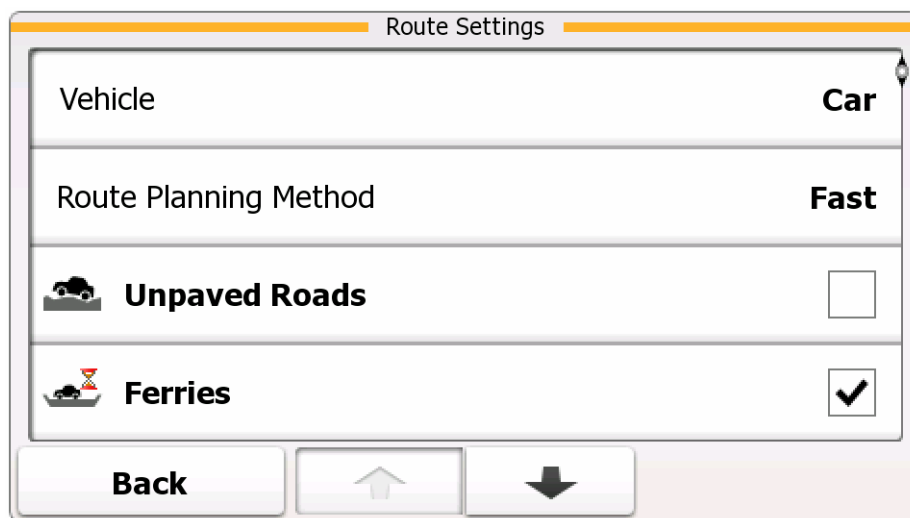 Route Settings
Vehicle Car
Route Planning Method Fast
Unpaved Roads
Ferries
Back